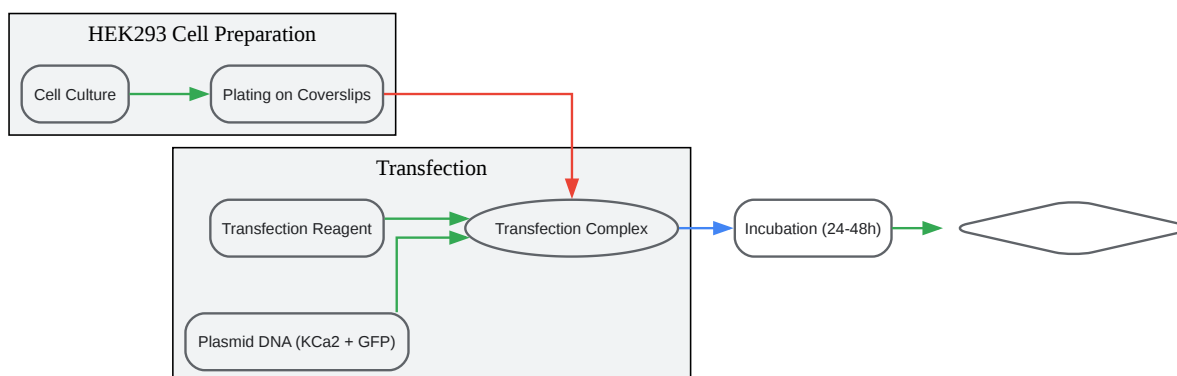 HEK293 Cell Preparation
Cell Culture
Plating on Coverslips
Transfection
Transfection Reagent
Transfection Complex
Incubation (24-48h)
Plasmid DNA (KCa2 + GFP)